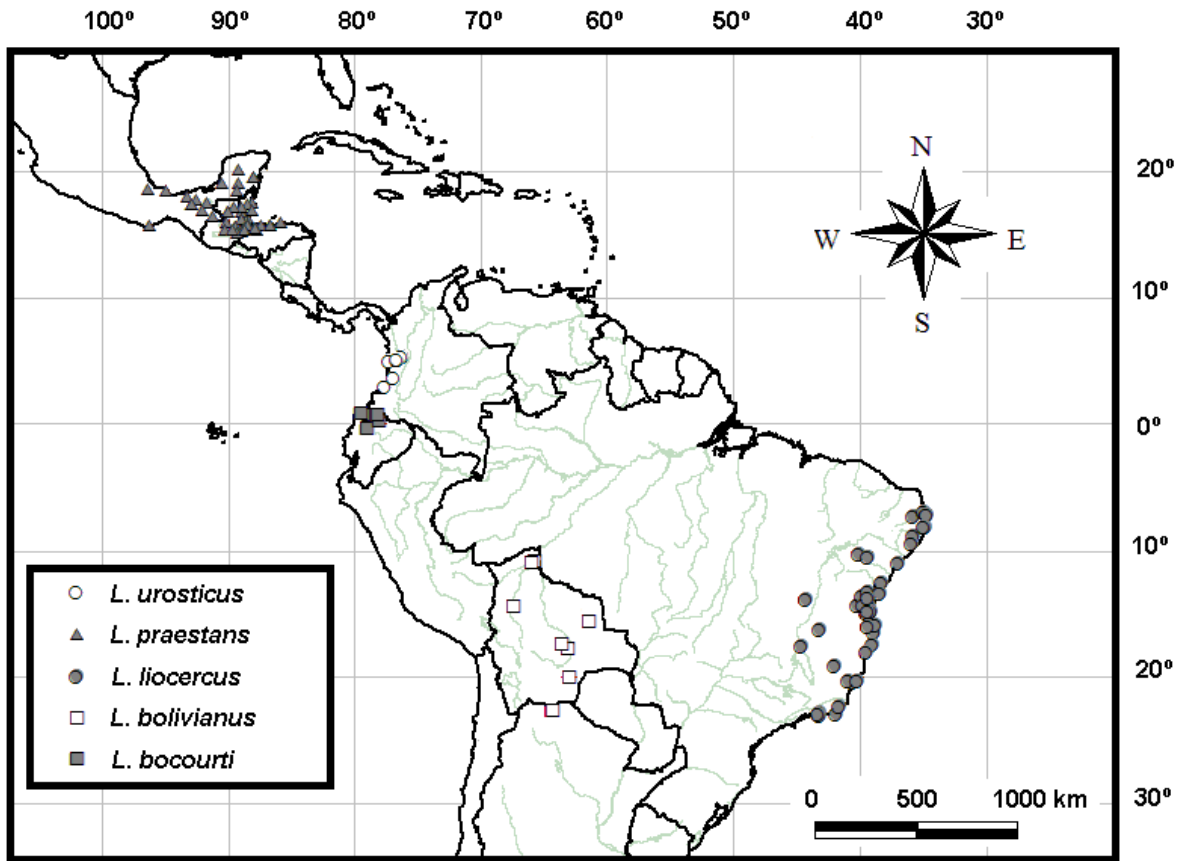 100º 90º 80º 70º 60º 50º 40º 30º
N
W E
S
20º
10º
0º
10º
20º
30º
L. urosticus
L. praestans
L. liocercus
L. bolivianus
L. bocourti
0 500 1000 km